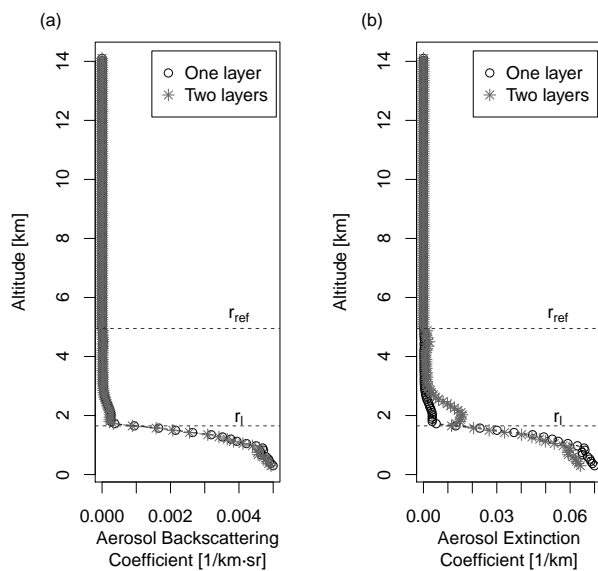 (a)
One layer
Two layers
Altitude [km]
14
12
10
8
6
4
2
0
r_ref
r_l
0.000
0.002
0.004
Aerosol Backscattering
Coefficient [1/km·sr]
(b)
One layer
Two layers
Altitude [km]
14
12
10
8
6
4
2
0
r_ref
r_l
0.00
0.03
0.06
Aerosol Extinction
Coefficient [1/km]